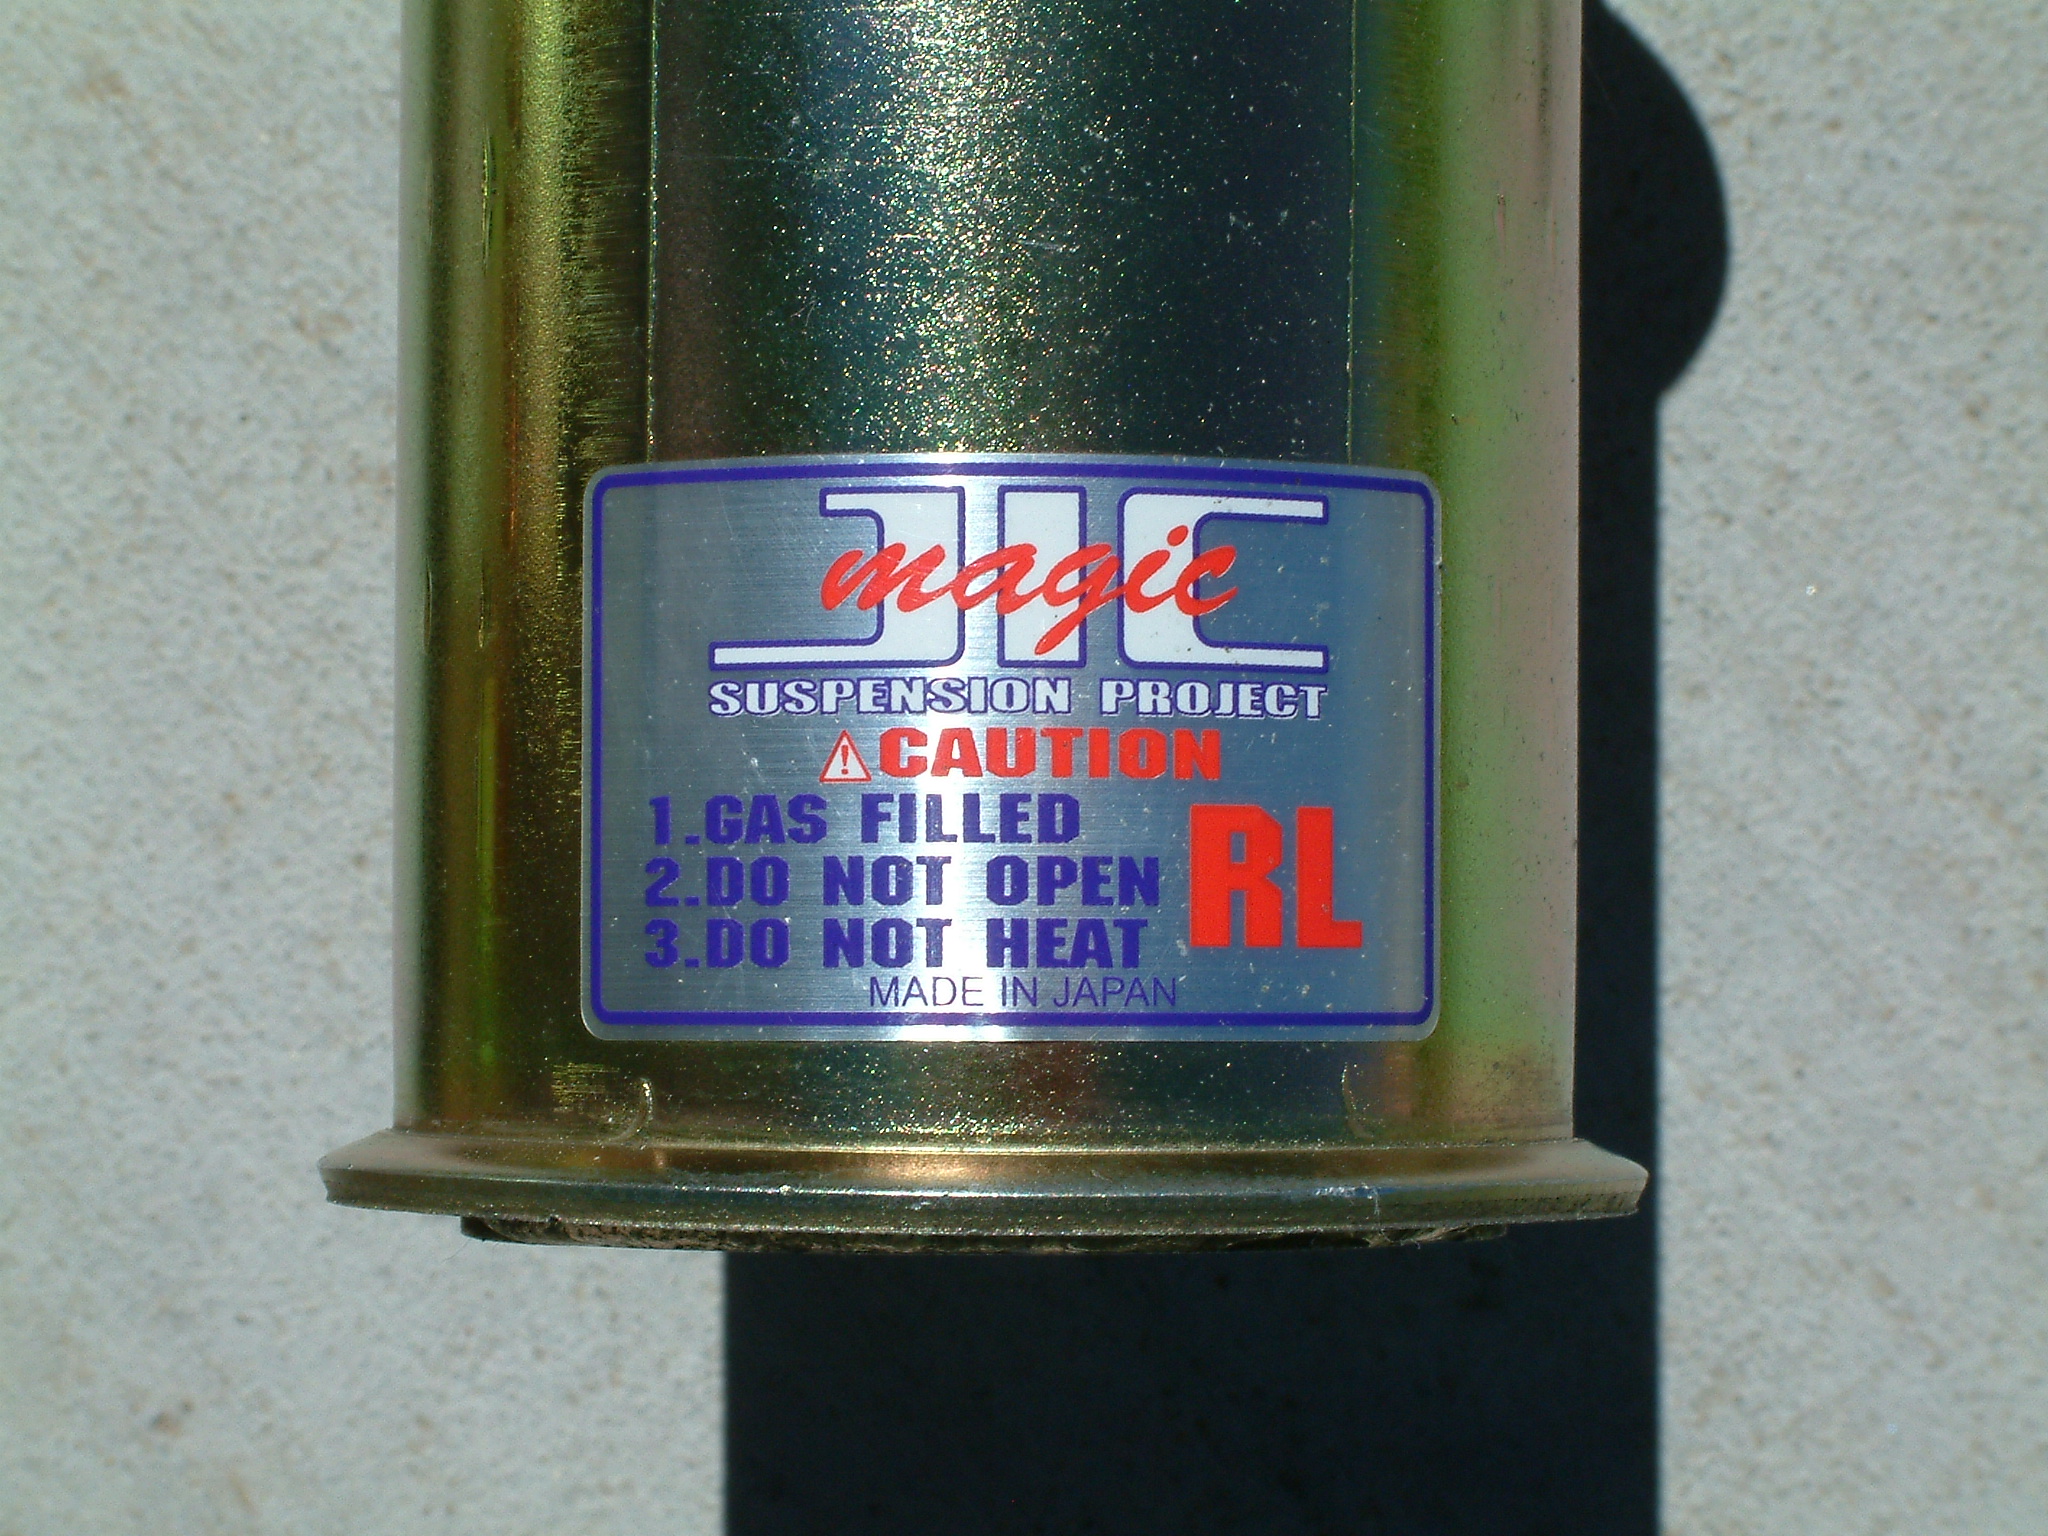 JIC
magic
SUSPENSION PROJECT
CAUTION
1.GAS FILLED
2.DO NOT OPEN
3.DO NOT HEAT
RL
MADE IN JAPAN